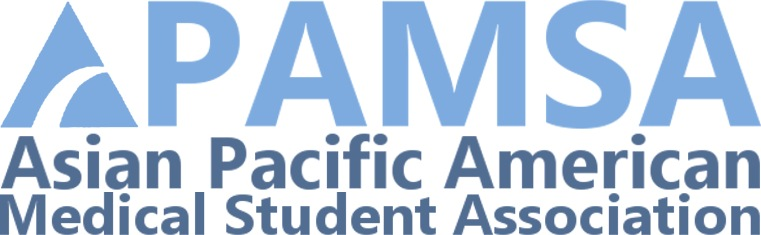 APAMSA
Asian Pacific American
Medical Student Association